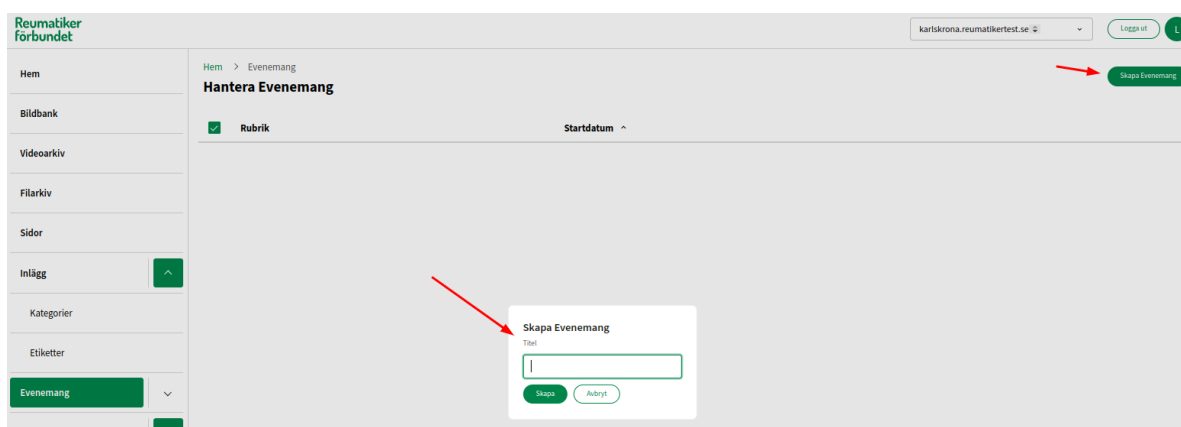 Reumatiker
förbundet
karlskrona.reumatikertest.se
Logga ut
L
Hem
Bildbank
Videoarkiv
Filarkiv
Sidor
Inlägg
Kategorier
Etiketter
Evenemang
Hem > Evenemang
Hantera Evenemang
Skapa Evenemang
Rubrik Startdatum
Skapa Evenemang
Titel
Skapa Avbryt